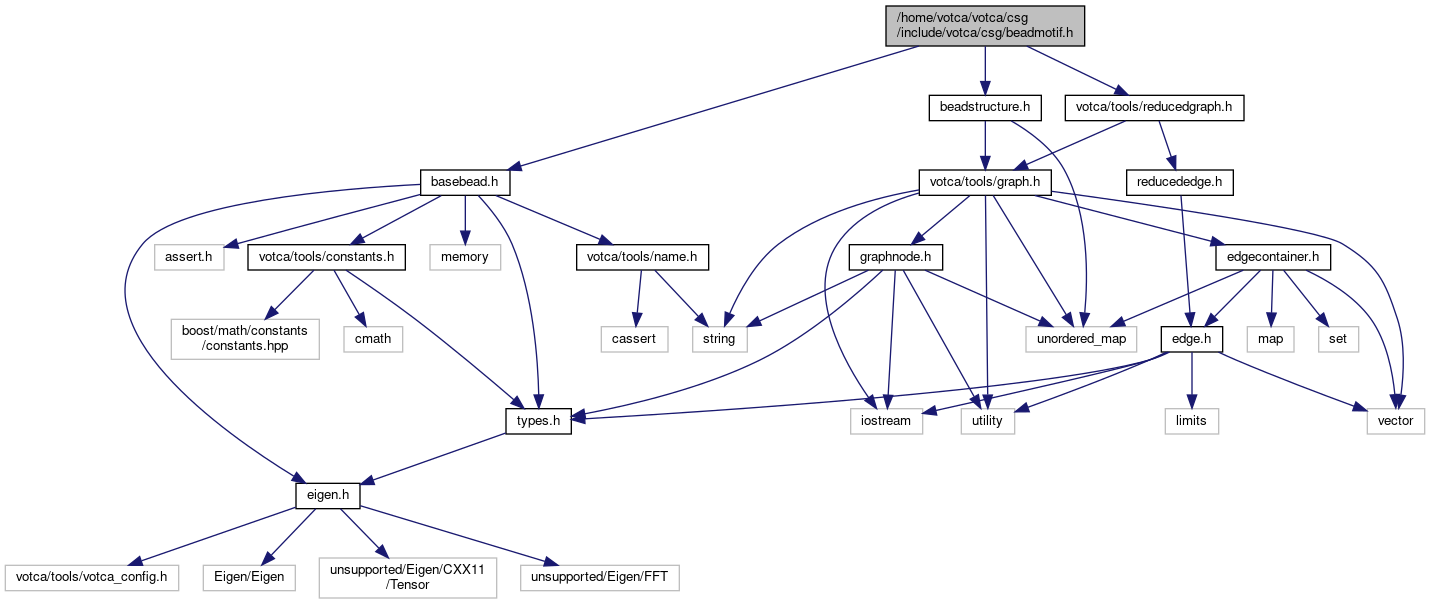 /home/votca/votca/csg
/include/votca/csg/beadmotif.h
beadstructure.h
votca/tools/reducedgraph.h
basebead.h
votca/tools/graph.h
reducededge.h
assert.h
votca/tools/constants.h
memory
votca/tools/name.h
graphnode.h
edgecontainer.h
boost/math/constants
/constants.hpp
cmath
cassert
string
unordered_map
edge.h
map
set
types.h
iostream
utility
limits
vector
eigen.h
votca/tools/votca_config.h
Eigen/Eigen
unsupported/Eigen/CXX11
/Tensor
unsupported/Eigen/FFT